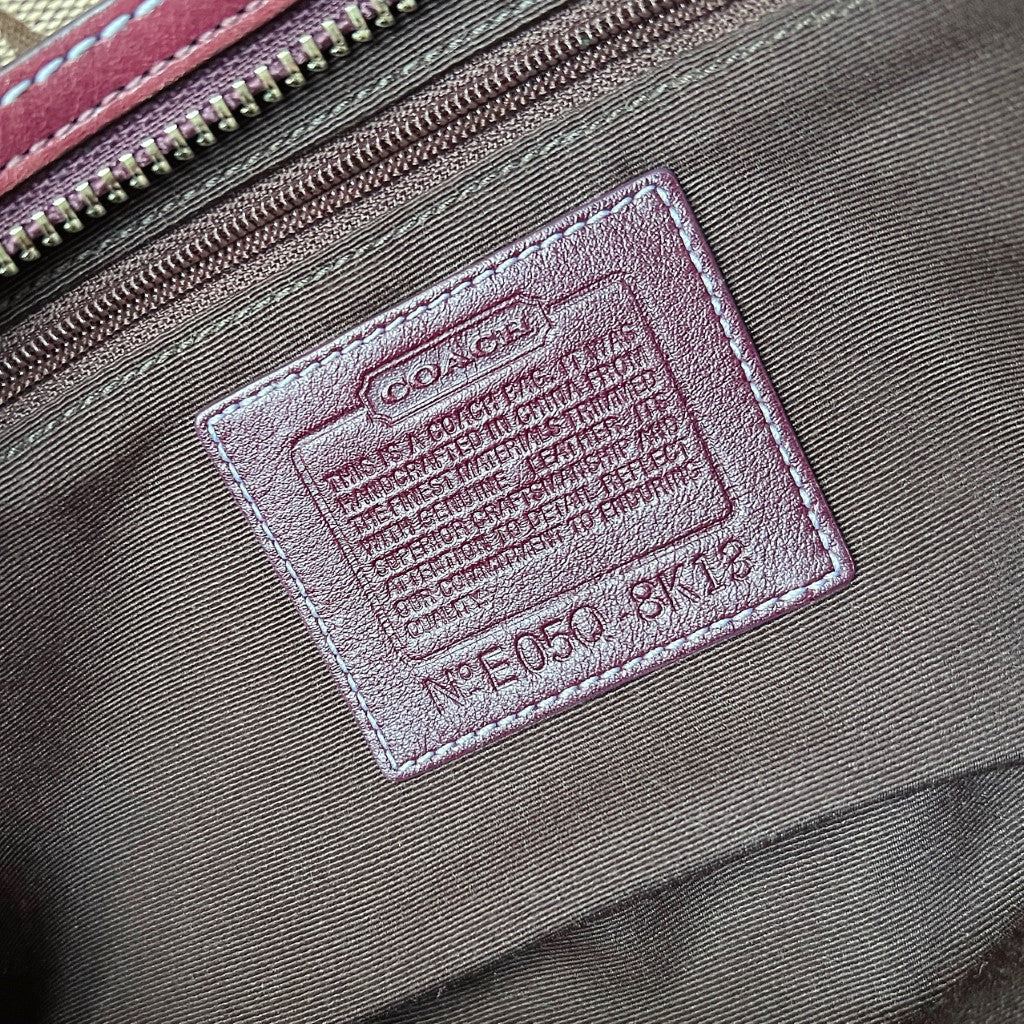 COACH
THIS IS A COACH BAG. IT WAS
HANDCRAFTED IN CHINA FROM
THE FINEST MATERIALS TRIMMED
WITH GENUINE LEATHER. ITS
SUPERIOR CRAFTSMANSHIP AND
ATTENTION TO DETAIL REFLECT
OUR COMMITMENT TO ENDURING
QUALITY.
Nº E05Q-8K12